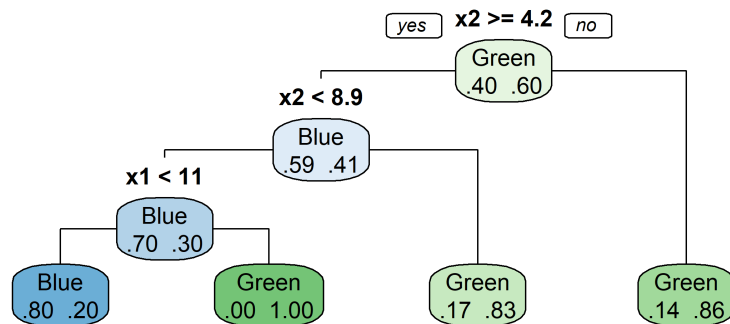 yes x2 >= 4.2 no
Green
.40 .60
x2 < 8.9
Blue
.59 .41
x1 < 11
Blue
.70 .30
Blue
.80 .20
Green
.00 1.00
Green
.17 .83
Green
.14 .86